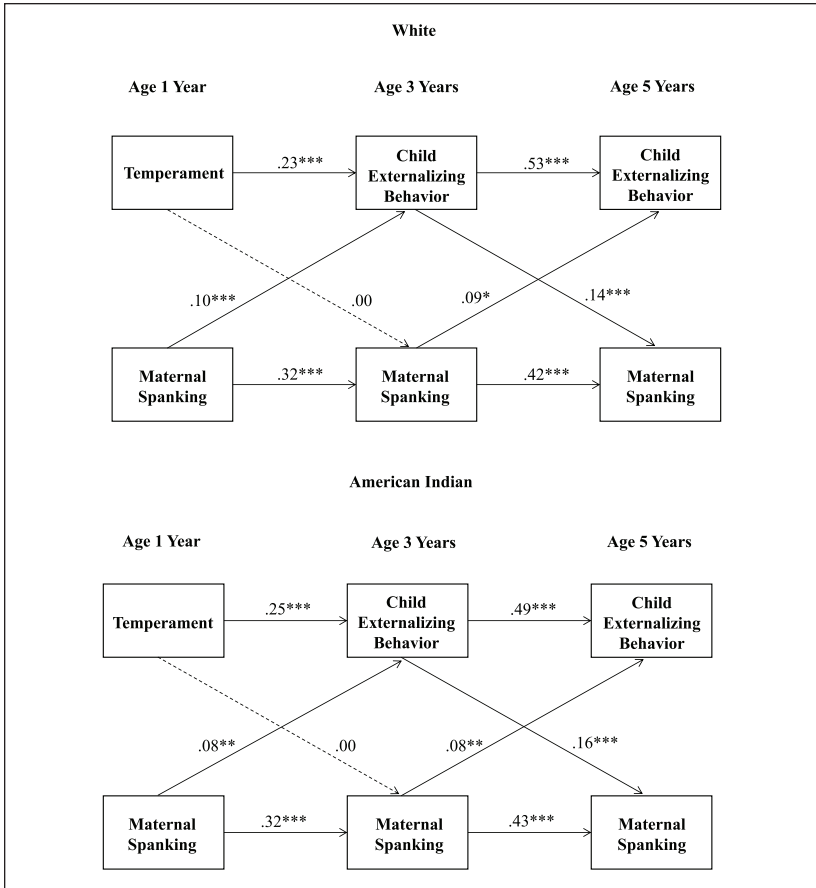 White
Age 1 Year Age 3 Years Age 5 Years
Temperament .23*** Child
Externalizing
Behavior .53*** Child
Externalizing
Behavior
.10*** .00 .09* .14***
Maternal
Spanking .32*** Maternal
Spanking .42*** Maternal
Spanking
American Indian
Age 1 Year Age 3 Years Age 5 Years
Temperament .25*** Child
Externalizing
Behavior .49*** Child
Externalizing
Behavior
.08** .00 .08** .16***
Maternal
Spanking .32*** Maternal
Spanking .43*** Maternal
Spanking